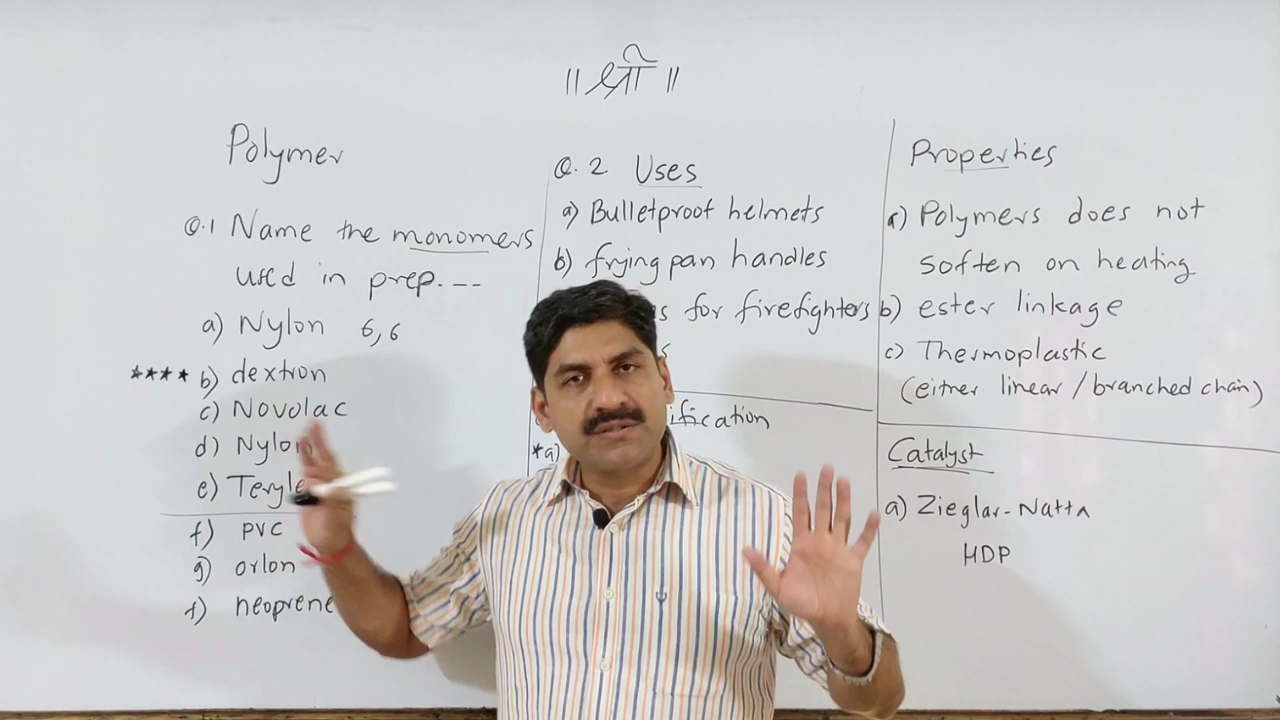 ॥ श्री ॥
Polymer
Q.1 Name the monomers
used in prep. ---
a) Nylon 6,6
**** b) dextron
c) Novolac
d) Nylon
e)
f) PVC
g) orlon
neoprene
Q. 2 Uses
a) Bulletproof helmets
b) frying pan handles
for firefighters
*a)
Properties
a) Polymers does not
soften on heating
b) ester linkage
c) Thermoplastic
(either linear / branched chain)
Catalyst
a) Zieglar-Natta
HDP